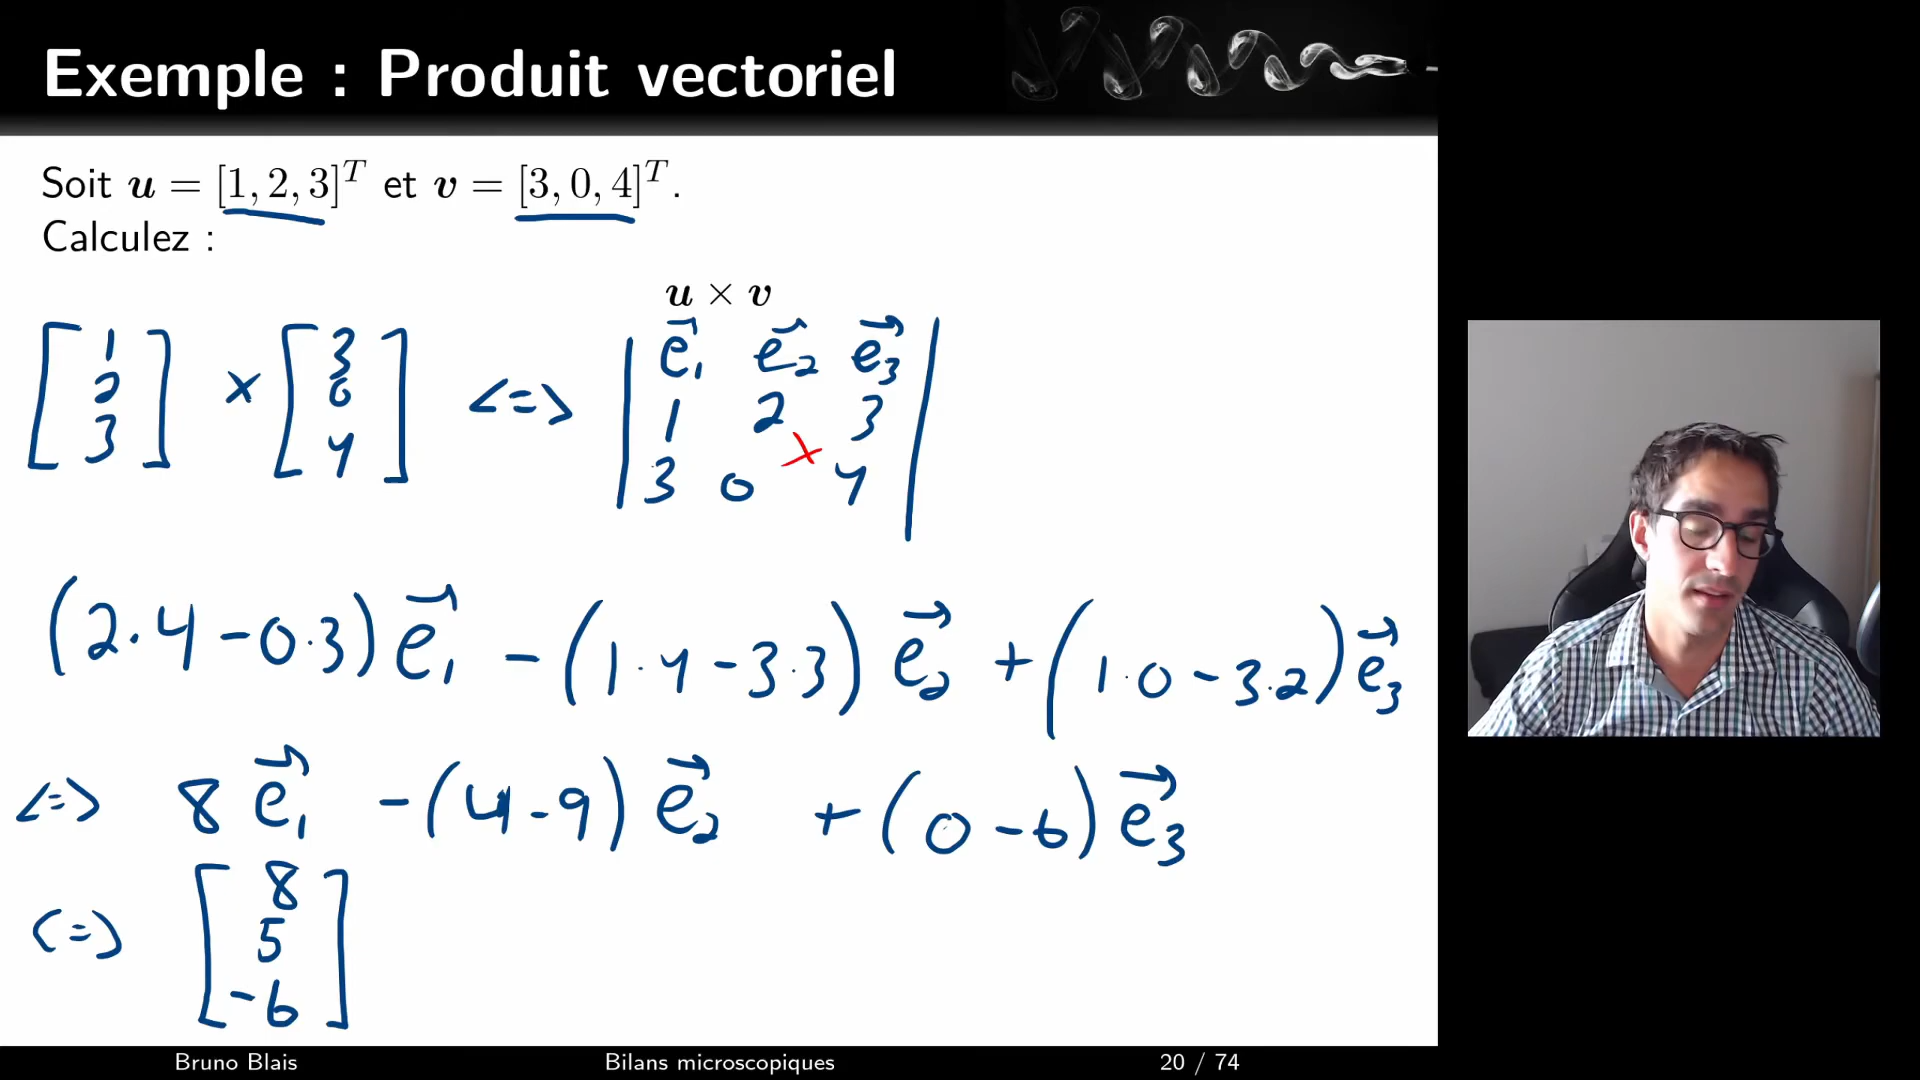 Exemple : Produit vectoriel
Soit u = [1, 2, 3]^T et v = [3, 0, 4]^T.
Calculez :
u × v
[1 2 3] × [3 0 4] <=> | e⃗₁ e⃗₂ e⃗₃
1 2 3
3 0 4 |
(2·4 - 0·3) e⃗₁ - (1·4 - 3·3) e⃗₂ + (1·0 - 3·2) e⃗₃
<=> 8 e⃗₁ - (4 - 9) e⃗₂ + (0 - 6) e⃗₃
<=> [8
5
-6]
Bruno Blais Bilans microscopiques 20 / 74